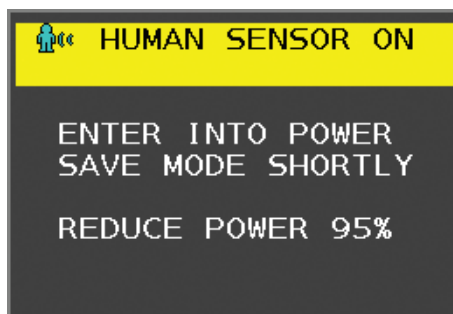 HUMAN SENSOR ON
ENTER INTO POWER
SAVE MODE SHORTLY
REDUCE POWER 95%